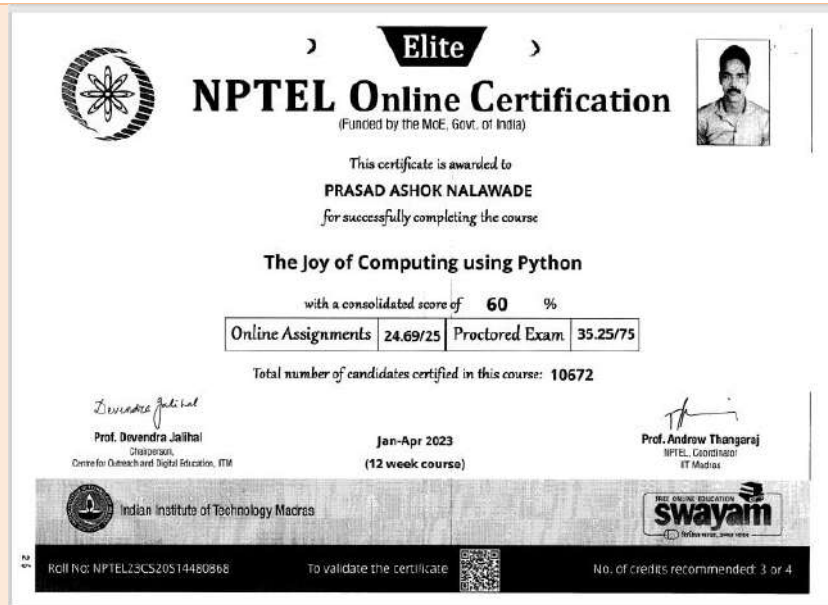 Elite
NPTEL Online Certification
(Funded by the MoE, Govt. of India)
This certificate is awarded to
PRASAD ASHOK NALAWADE
for successfully completing the course
The Joy of Computing using Python
with a consolidated score of 60 %
Online Assignments 24.69/25 Proctored Exam 35.25/75
Total number of candidates certified in this course: 10672
Devendra Jalihal
Prof. Devendra Jalihal
Chairperson,
Centre for Outreach and Digital Education, IITM
Jan-Apr 2023
(12 week course)
Prof. Andrew Thangaraj
NPTEL, Coordinator
IIT Madras
Indian Institute of Technology Madras
FREE ONLINE EDUCATION
swayam
Roll No: NPTEL23CS20S14480868
To validate the certificate
No. of credits recommended: 3 or 4